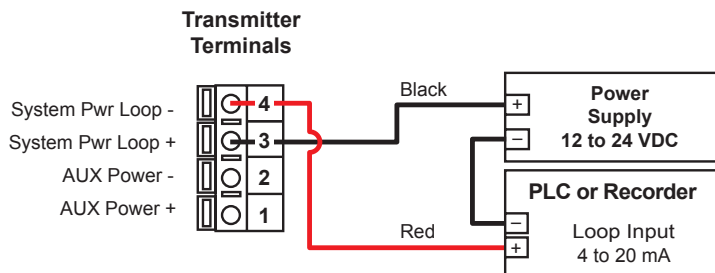 Transmitter
Terminals
System Pwr Loop -
System Pwr Loop +
AUX Power -
AUX Power +
4
3
2
1
Black
Red
+
Power
Supply
12 to 24 VDC
−
PLC or Recorder
−
Loop Input
+
4 to 20 mA